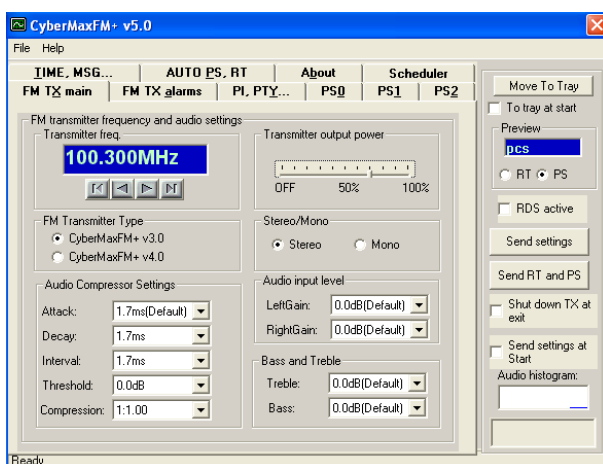 CyberMaxFM+ v5.0
File Help
TIME, MSG... AUTO PS, RT About Scheduler
FM TX main FM TX alarms PI, PTY... PS0 PS1 PS2
FM transmitter frequency and audio settings
Transmitter freq.
100.300MHz
Transmitter output power
OFF 50% 100%
FM Transmitter Type
CyberMaxFM+ v3.0
CyberMaxFM+ v4.0
Stereo/Mono
Stereo Mono
Audio Compressor Settings
Attack: 1.7ms(Default)
Decay: 1.7ms
Interval: 1.7ms
Threshold: 0.0dB
Compression: 1:1.00
Audio input level
LeftGain: 0.0dB(Default)
RightGain: 0.0dB(Default)
Bass and Treble
Treble: 0.0dB(Default)
Bass: 0.0dB(Default)
Move To Tray
To tray at start
Preview
pcs
RT PS
RDS active
Send settings
Send RT and PS
Shut down TX at
exit
Send settings at
Start
Audio histogram:
Ready